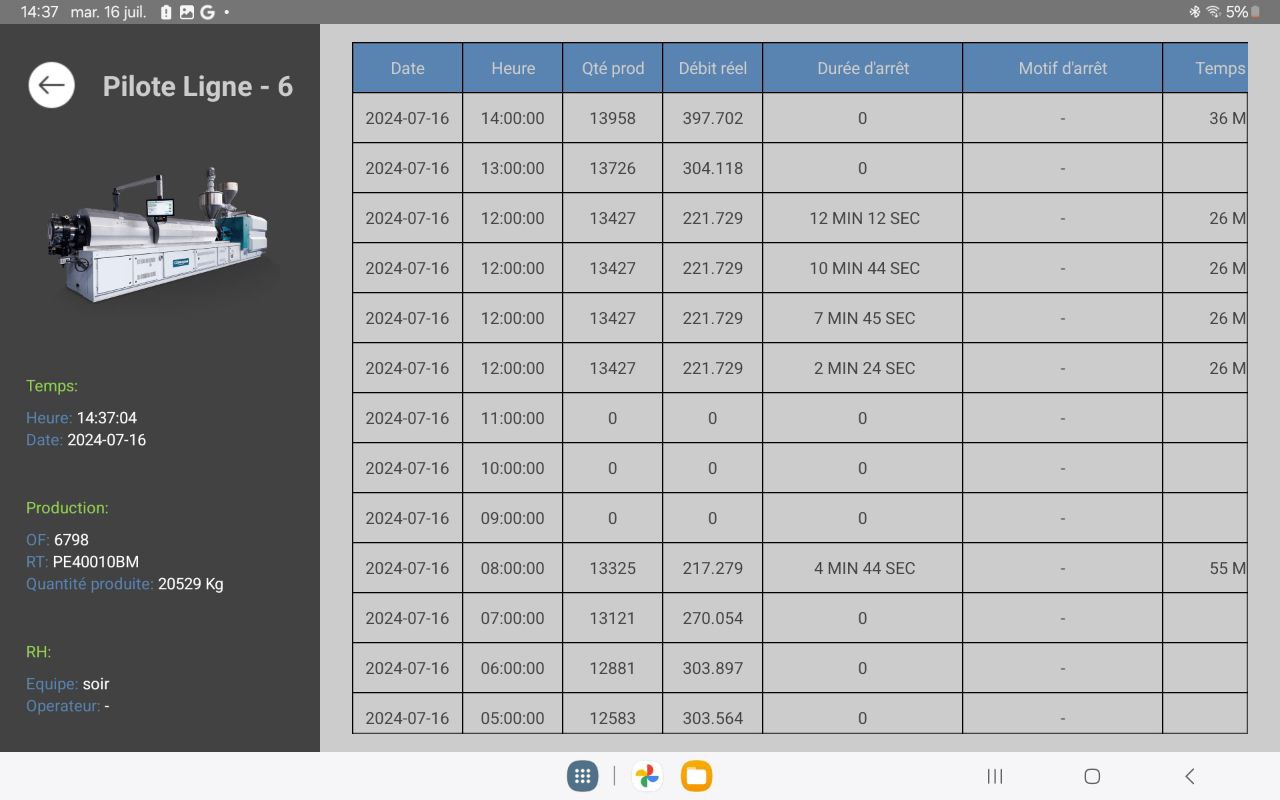 14:37 mar. 16 juil. G • 5%
Pilote Ligne - 6
Temps:
Heure: 14:37:04
Date: 2024-07-16
Production:
OF: 6798
RT: PE40010BM
Quantité produite: 20529 Kg
RH:
Equipe: soir
Operateur: -
Date Heure Qté prod Débit réel Durée d'arrêt Motif d'arrêt Temps
2024-07-16 14:00:00 13958 397.702 0 - 36 M
2024-07-16 13:00:00 13726 304.118 0 -
2024-07-16 12:00:00 13427 221.729 12 MIN 12 SEC - 26 M
2024-07-16 12:00:00 13427 221.729 10 MIN 44 SEC - 26 M
2024-07-16 12:00:00 13427 221.729 7 MIN 45 SEC - 26 M
2024-07-16 12:00:00 13427 221.729 2 MIN 24 SEC - 26 M
2024-07-16 11:00:00 0 0 0 -
2024-07-16 10:00:00 0 0 0 -
2024-07-16 09:00:00 0 0 0 -
2024-07-16 08:00:00 13325 217.279 4 MIN 44 SEC - 55 M
2024-07-16 07:00:00 13121 270.054 0 -
2024-07-16 06:00:00 12881 303.897 0 -
2024-07-16 05:00:00 12583 303.564 0 -